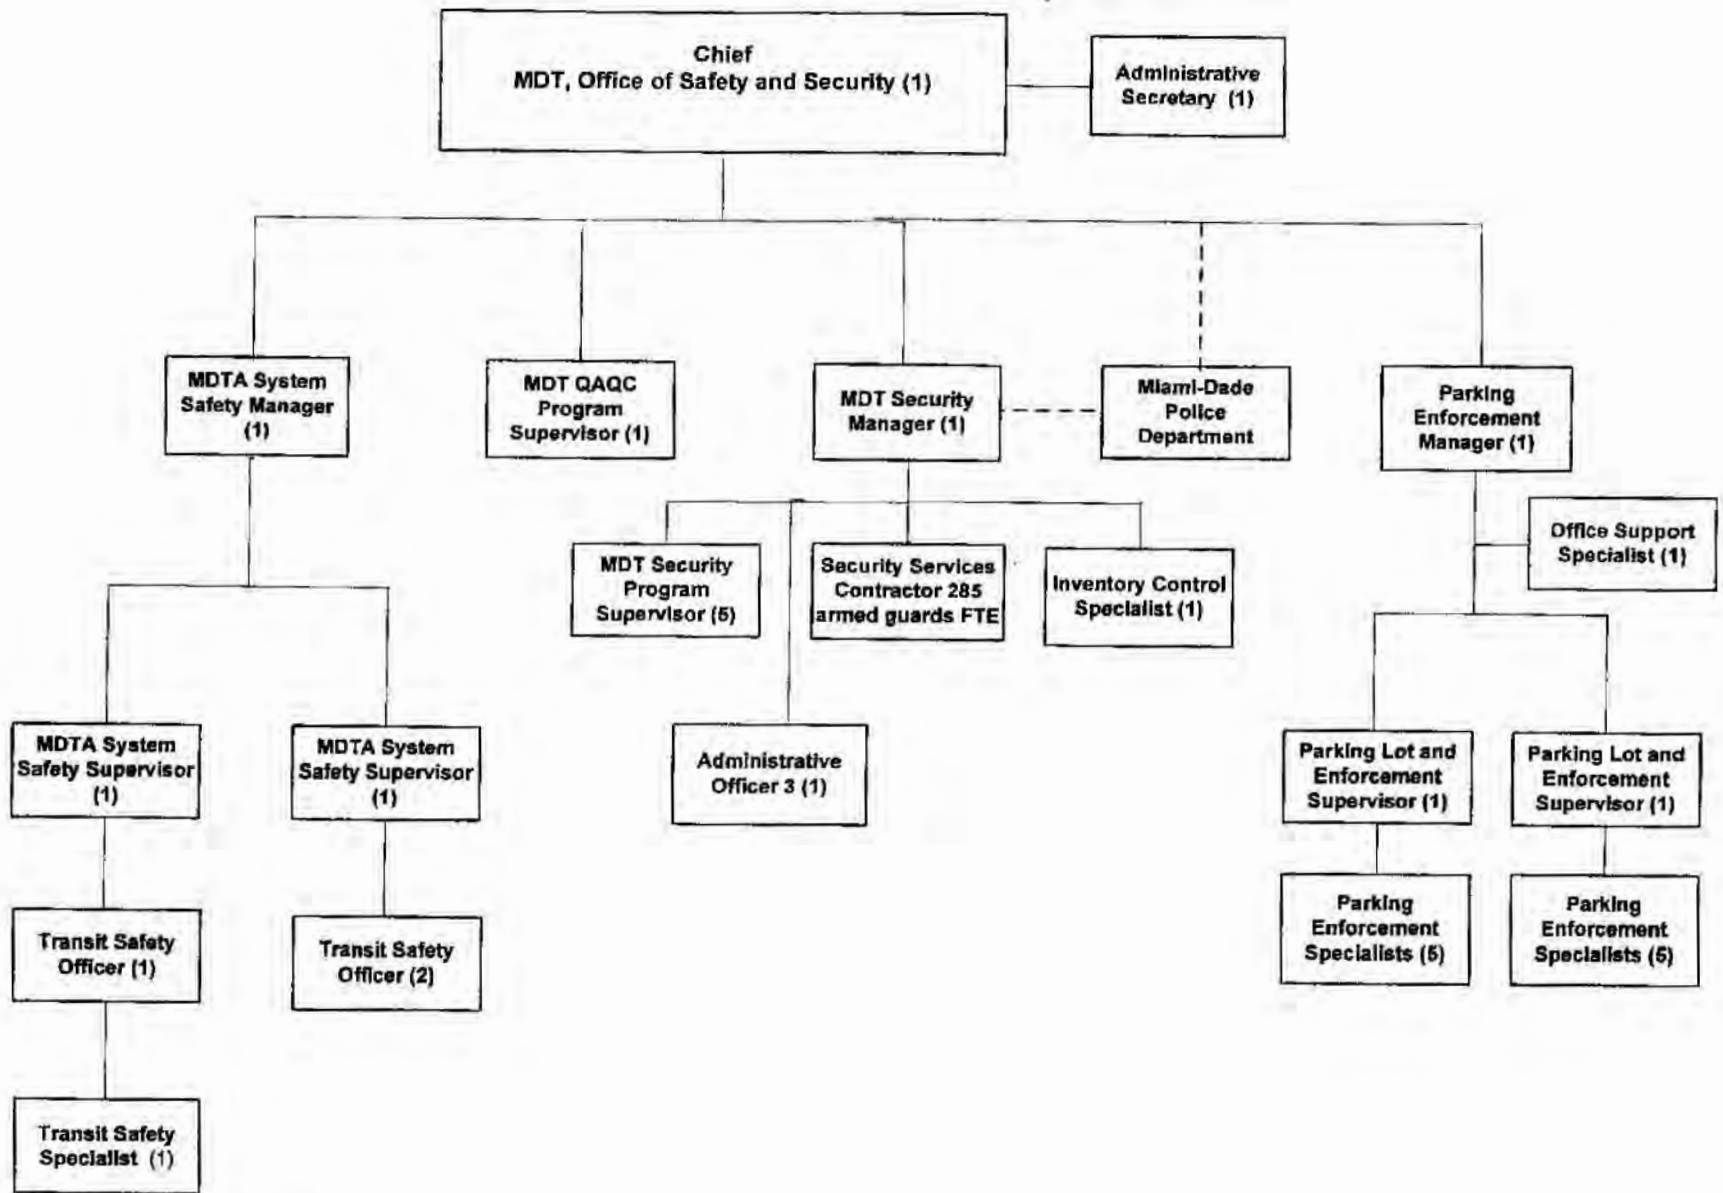 Chief
MDT, Office of Safety and Security (1)
Administrative
Secretary (1)
MDTA System
Safety Manager
(1)
MDT QAQC
Program
Supervisor (1)
MDT Security
Manager (1)
Miami-Dade
Police
Department
Parking
Enforcement
Manager (1)
Office Support
Specialist (1)
MDT Security
Program
Supervisor (5)
Security Services
Contractor 285
armed guards FTE
Inventory Control
Specialist (1)
Administrative
Officer 3 (1)
MDTA System
Safety Supervisor
(1)
MDTA System
Safety Supervisor
(1)
Parking Lot and
Enforcement
Supervisor (1)
Parking Lot and
Enforcement
Supervisor (1)
Transit Safety
Officer (1)
Transit Safety
Officer (2)
Parking
Enforcement
Specialists (5)
Parking
Enforcement
Specialists (5)
Transit Safety
Specialist (1)